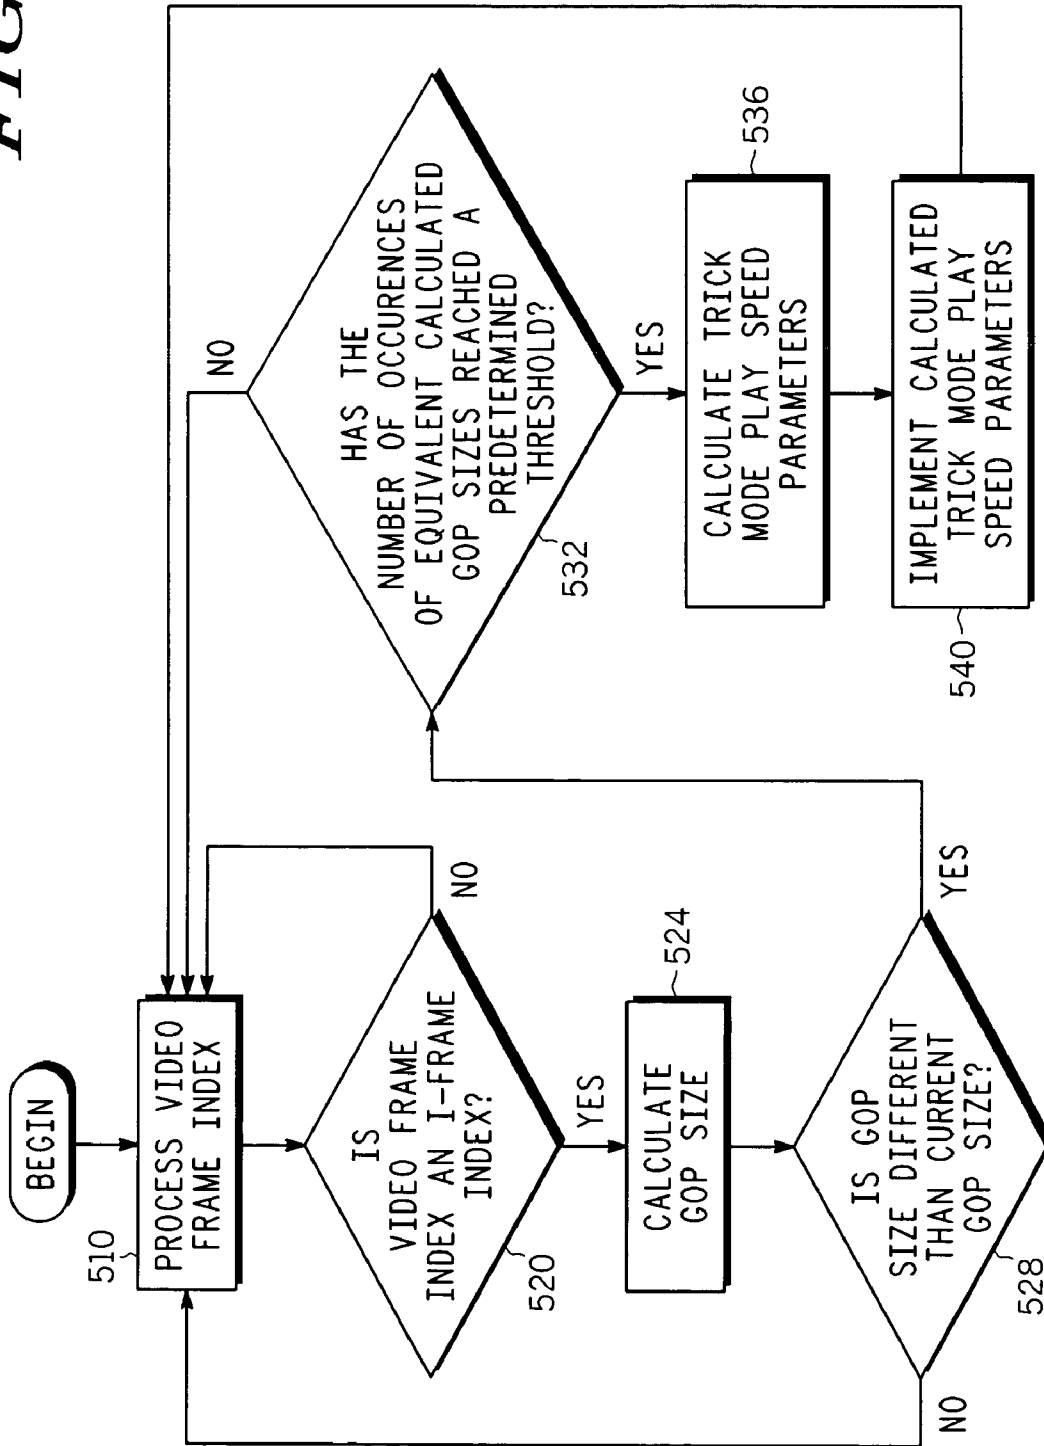 FIG
BEGIN
510
PROCESS VIDEO
FRAME INDEX
IS
VIDEO FRAME
INDEX AN I-FRAME
INDEX?
520
NO
YES
CALCULATE
GOP SIZE
524
IS GOP
SIZE DIFFERENT
THAN CURRENT
GOP SIZE?
528
NO
YES
HAS THE
NUMBER OF OCCURENCES
OF EQUIVALENT CALCULATED
GOP SIZES REACHED A
PREDETERMINED
THRESHOLD?
532
NO
YES
CALCULATE TRICK
MODE PLAY SPEED
PARAMETERS
536
IMPLEMENT CALCULATED
TRICK MODE PLAY
SPEED PARAMETERS
540